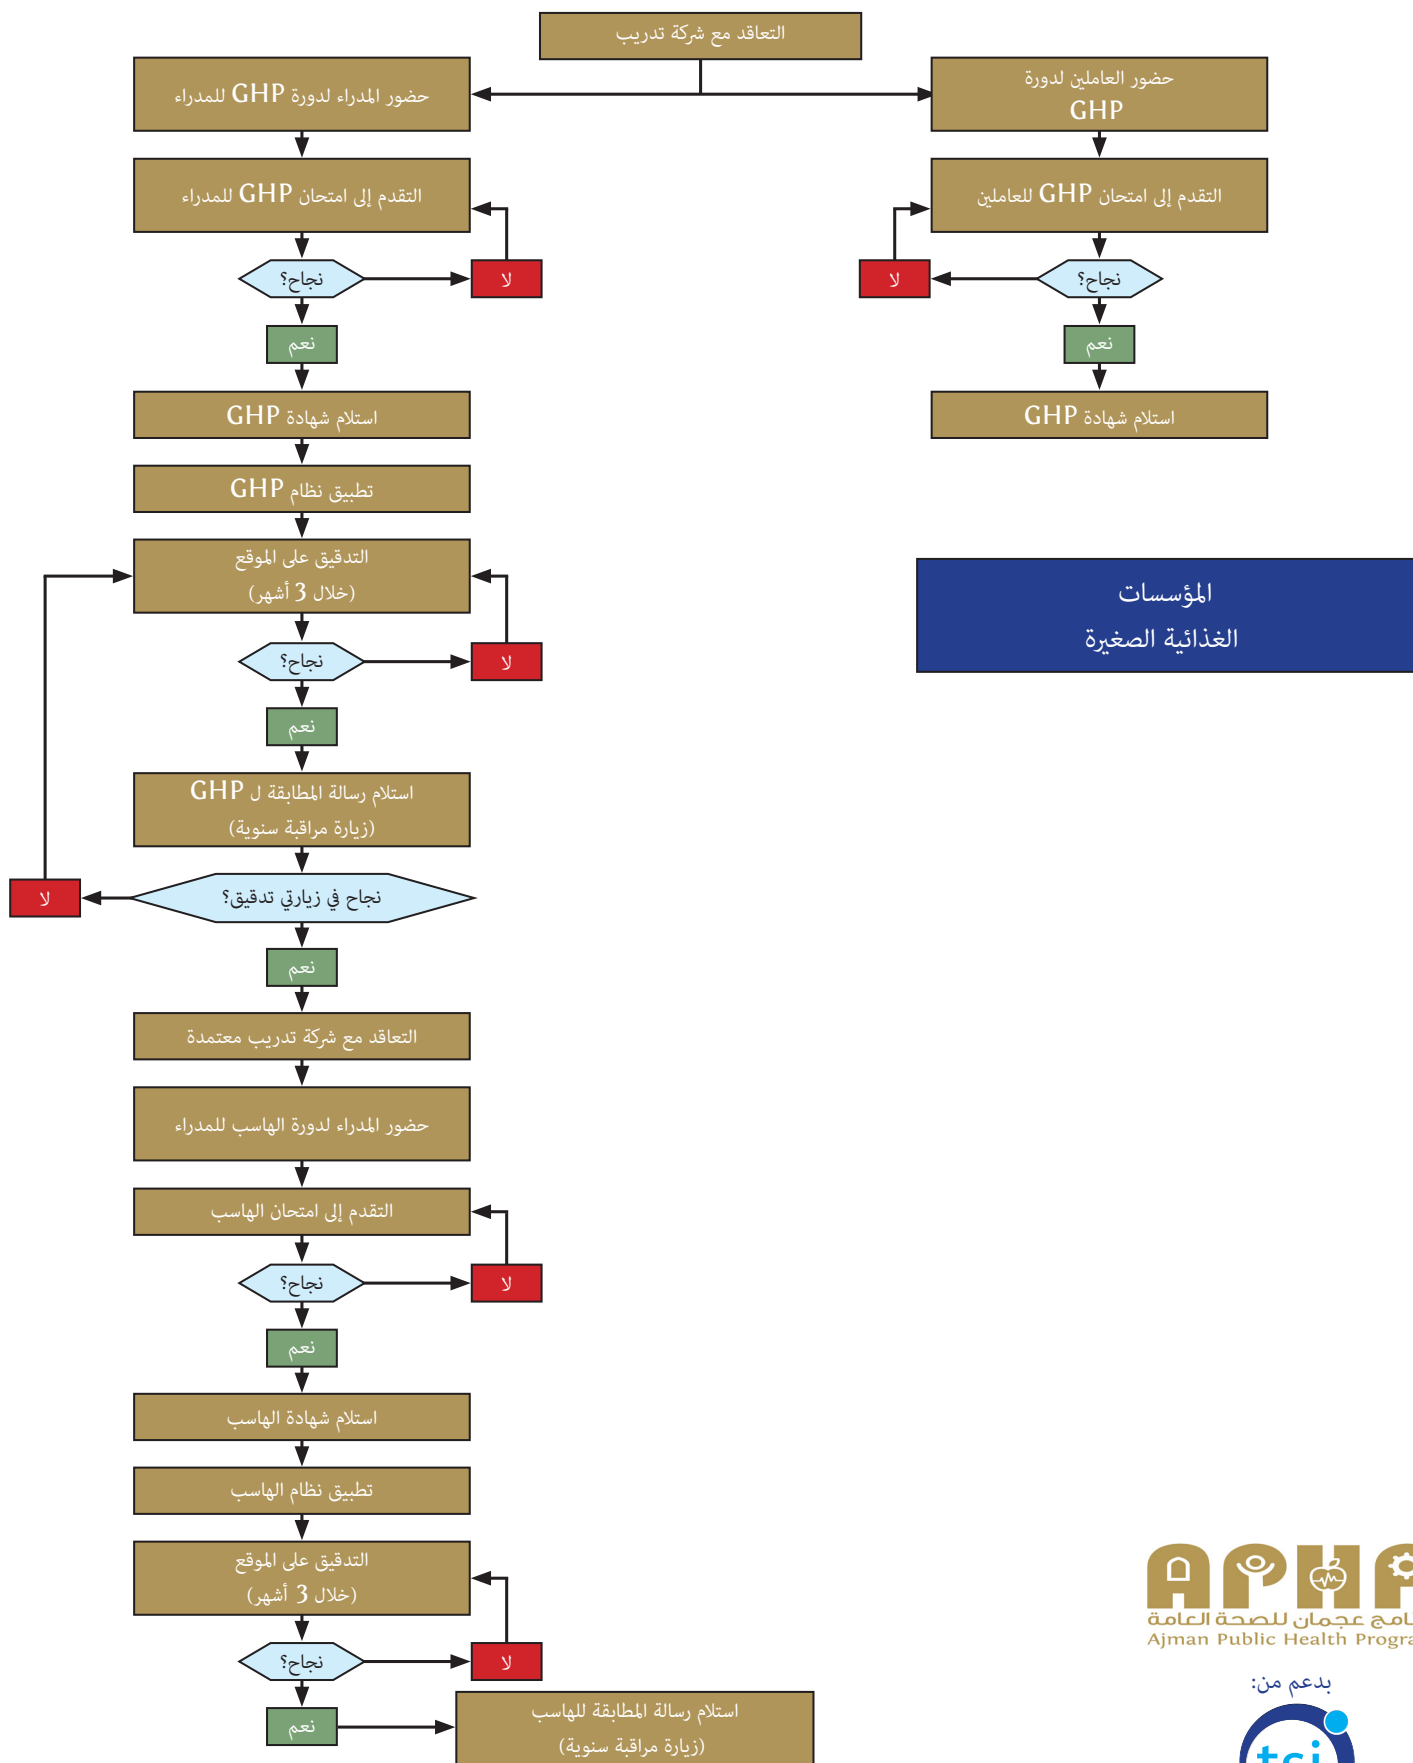 التعاقد مع شركة تدريب
حضور العاملين لدورة
GHP
التقدم إلى امتحان GHP للعاملين
نجاح؟
لا
نعم
استلام شهادة GHP
حضور المدراء لدورة GHP للمدراء
التقدم إلى امتحان GHP للمدراء
نجاح؟
لا
نعم
استلام شهادة GHP
تطبيق نظام GHP
التدقيق على الموقع
(خلال 3 أشهر)
نجاح؟
لا
نعم
استلام رسالة المطابقة ل GHP
(زيارة مراقبة سنوية)
نجاح في زيارتي تدقيق؟
لا
نعم
التعاقد مع شركة تدريب معتمدة
حضور المدراء لدورة الهاسب للمدراء
التقدم إلى امتحان الهاسب
نجاح؟
لا
نعم
استلام شهادة الهاسب
تطبيق نظام الهاسب
التدقيق على الموقع
(خلال 3 أشهر)
نجاح؟
لا
نعم
استلام رسالة المطابقة للهاسب
(زيارة مراقبة سنوية)
المؤسسات
الغذائية الصغيرة
APHP
عجمان للصحة العامة
Ajman Public Health
بدعم من:
tsi